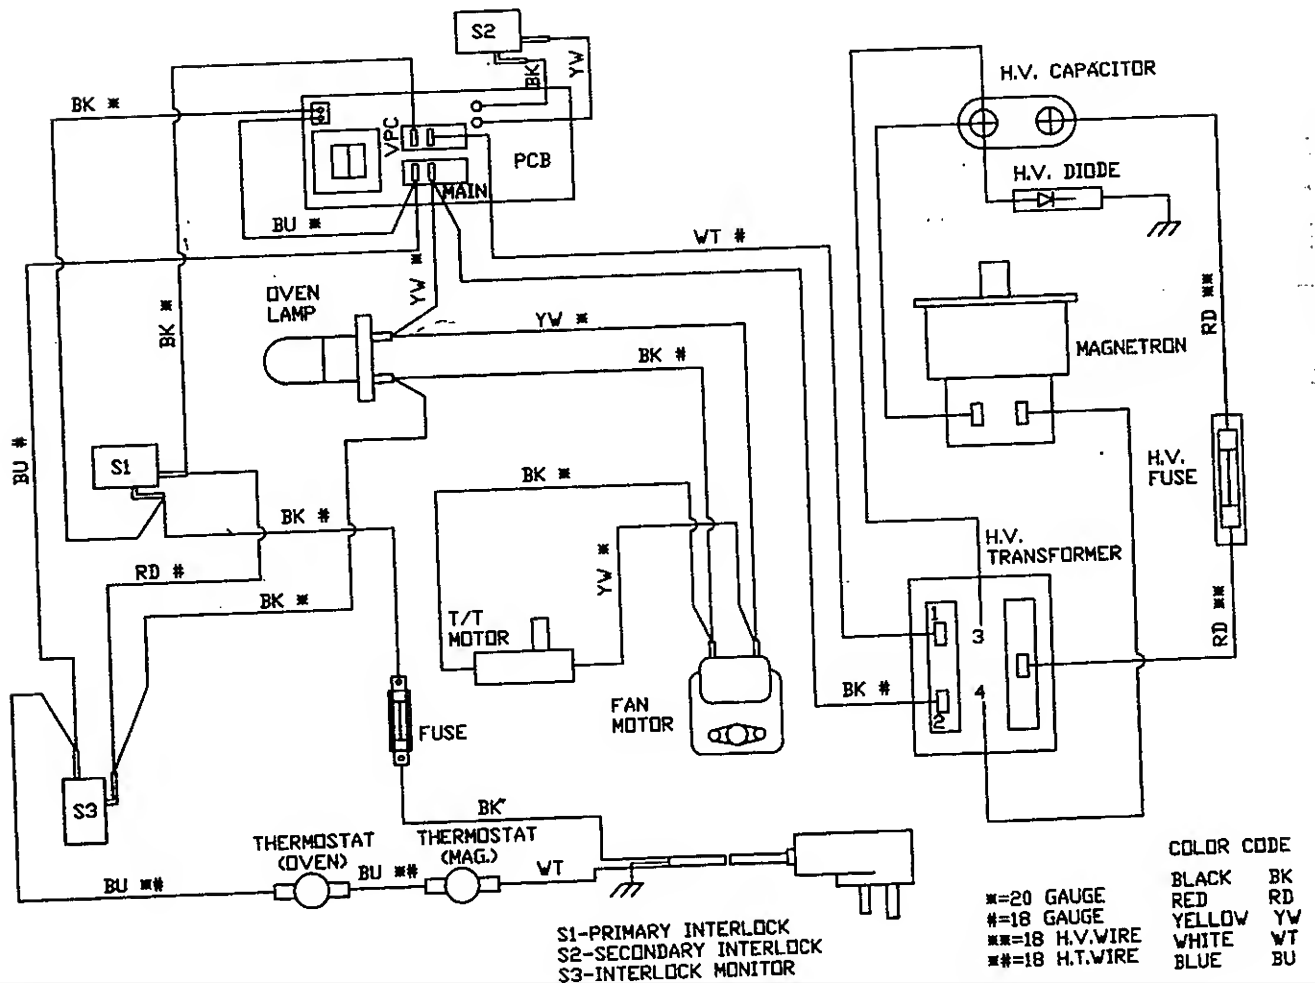 S2
BK
YW
H.V. CAPACITOR
BK *
VPC
PCB
MAIN
H.V. DIODE
BU *
WT #
YW *
OVEN
LAMP
YW *
BK #
BK *
RD **
MAGNETRON
BU #
S1
BK *
H.V.
FUSE
BK #
YW *
H.V.
TRANSFORMER
RD #
BK *
T/T
MOTOR
1
3
RD **
4
BK #
2
FUSE
FAN
MOTOR
S3
BK
THERMOSTAT
(OVEN)
THERMOSTAT
(MAG.)
BU *#
BU *#
WT
COLOR CODE
BLACK BK
RED RD
YELLOW YW
WHITE WT
BLUE BU
*=20 GAUGE
#=18 GAUGE
**=18 H.V.WIRE
*#=18 H.T.WIRE
S1-PRIMARY INTERLOCK
S2-SECONDARY INTERLOCK
S3-INTERLOCK MONITOR